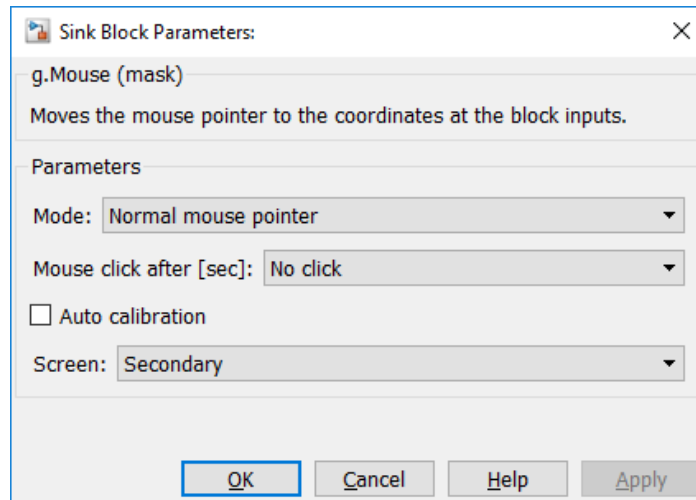 Sink Block Parameters:
g.Mouse (mask)
Moves the mouse pointer to the coordinates at the block inputs.
Parameters
Mode: Normal mouse pointer
Mouse click after [sec]: No click
Auto calibration
Screen: Secondary
OK Cancel Help Apply